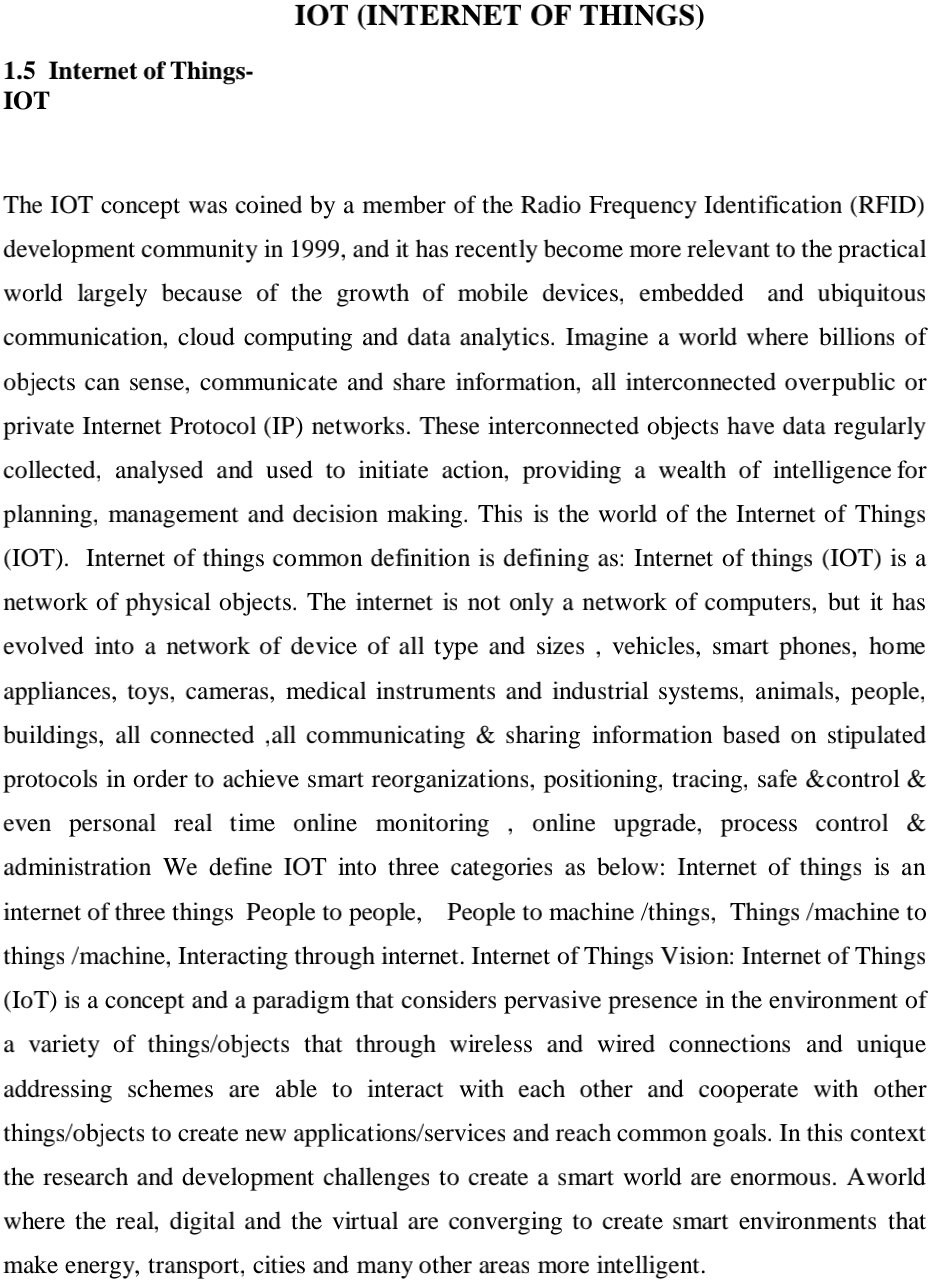 IOT (INTERNET OF THINGS)
1.5 Internet of Things-
IOT
The IOT concept was coined by a member of the Radio Frequency Identification (RFID)
development community in 1999, and it has recently become more relevant to the practical
world largely because of the growth of mobile devices, embedded and ubiquitous
communication, cloud computing and data analytics. Imagine a world where billions of
objects can sense, communicate and share information, all interconnected overpublic or
private Internet Protocol (IP) networks. These interconnected objects have data regularly
collected, analysed and used to initiate action, providing a wealth of intelligence for
planning, management and decision making. This is the world of the Internet of Things
(IOT). Internet of things common definition is defining as: Internet of things (IOT) is a
network of physical objects. The internet is not only a network of computers, but it has
evolved into a network of device of all type and sizes , vehicles, smart phones, home
appliances, toys, cameras, medical instruments and industrial systems, animals, people,
buildings, all connected ,all communicating & sharing information based on stipulated
protocols in order to achieve smart reorganizations, positioning, tracing, safe &control &
even personal real time online monitoring , online upgrade, process control &
administration We define IOT into three categories as below: Internet of things is an
internet of three things People to people, People to machine /things, Things /machine to
things /machine, Interacting through internet. Internet of Things Vision: Internet of Things
(IoT) is a concept and a paradigm that considers pervasive presence in the environment of
a variety of things/objects that through wireless and wired connections and unique
addressing schemes are able to interact with each other and cooperate with other
things/objects to create new applications/services and reach common goals. In this context
the research and development challenges to create a smart world are enormous. Aworld
where the real, digital and the virtual are converging to create smart environments that
make energy, transport, cities and many other areas more intelligent.